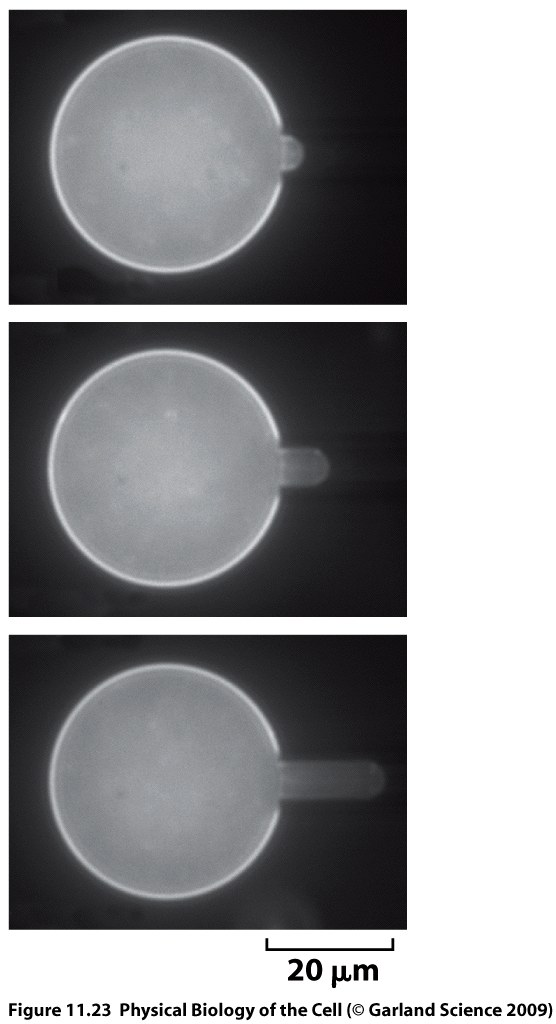 20 μm
Figure 11.23 Physical Biology of the Cell (© Garland Science 2009)